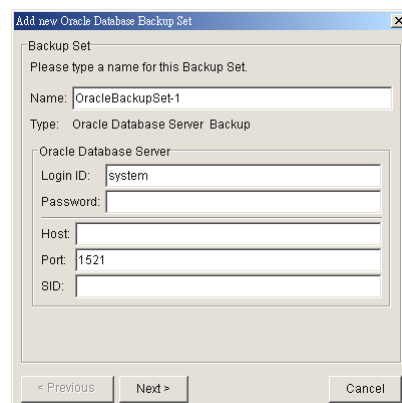 Add new Oracle Database Backup Set
Backup Set
Please type a name for this Backup Set.
Name: OracleBackupSet-1
Type: Oracle Database Server Backup
Oracle Database Server
Login ID: system
Password:
Host:
Port: 1521
SID:
< Previous Next > Cancel